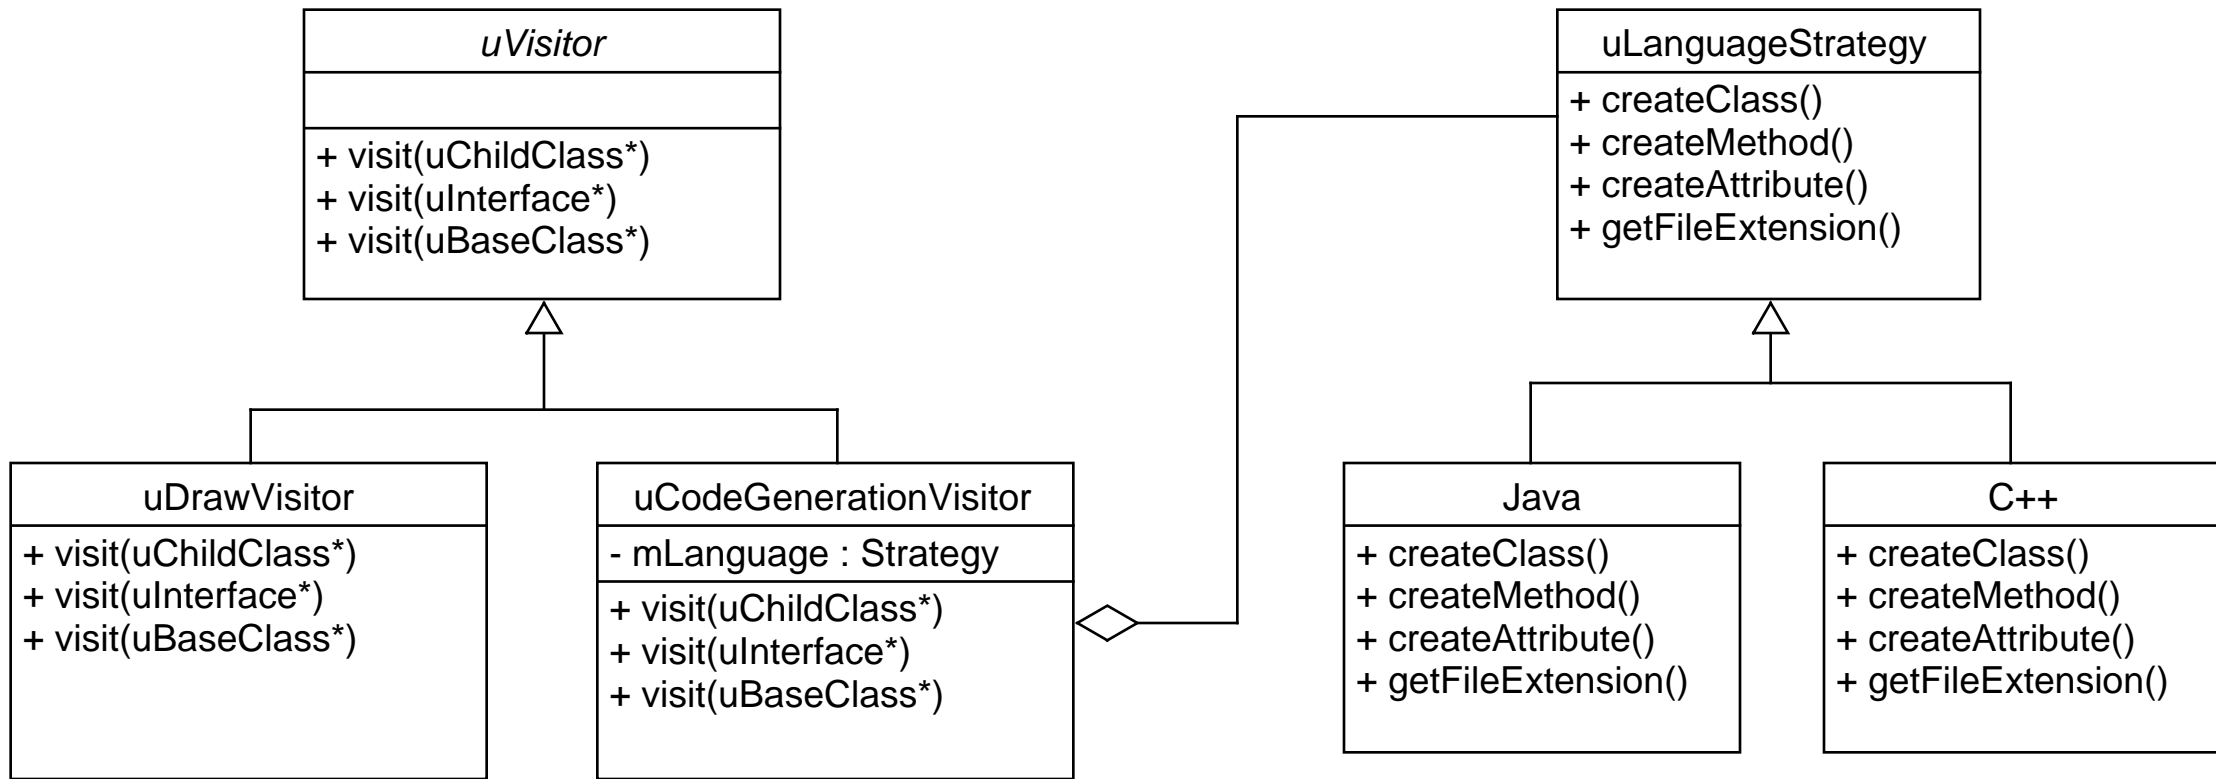 uVisitor
+ visit(uChildClass*)
+ visit(uInterface*)
+ visit(uBaseClass*)
uLanguageStrategy
+ createClass()
+ createMethod()
+ createAttribute()
+ getFileExtension()
uDrawVisitor
+ visit(uChildClass*)
+ visit(uInterface*)
+ visit(uBaseClass*)
uCodeGenerationVisitor
- mLanguage : Strategy
+ visit(uChildClass*)
+ visit(uInterface*)
+ visit(uBaseClass*)
Java
+ createClass()
+ createMethod()
+ createAttribute()
+ getFileExtension()
C++
+ createClass()
+ createMethod()
+ createAttribute()
+ getFileExtension()